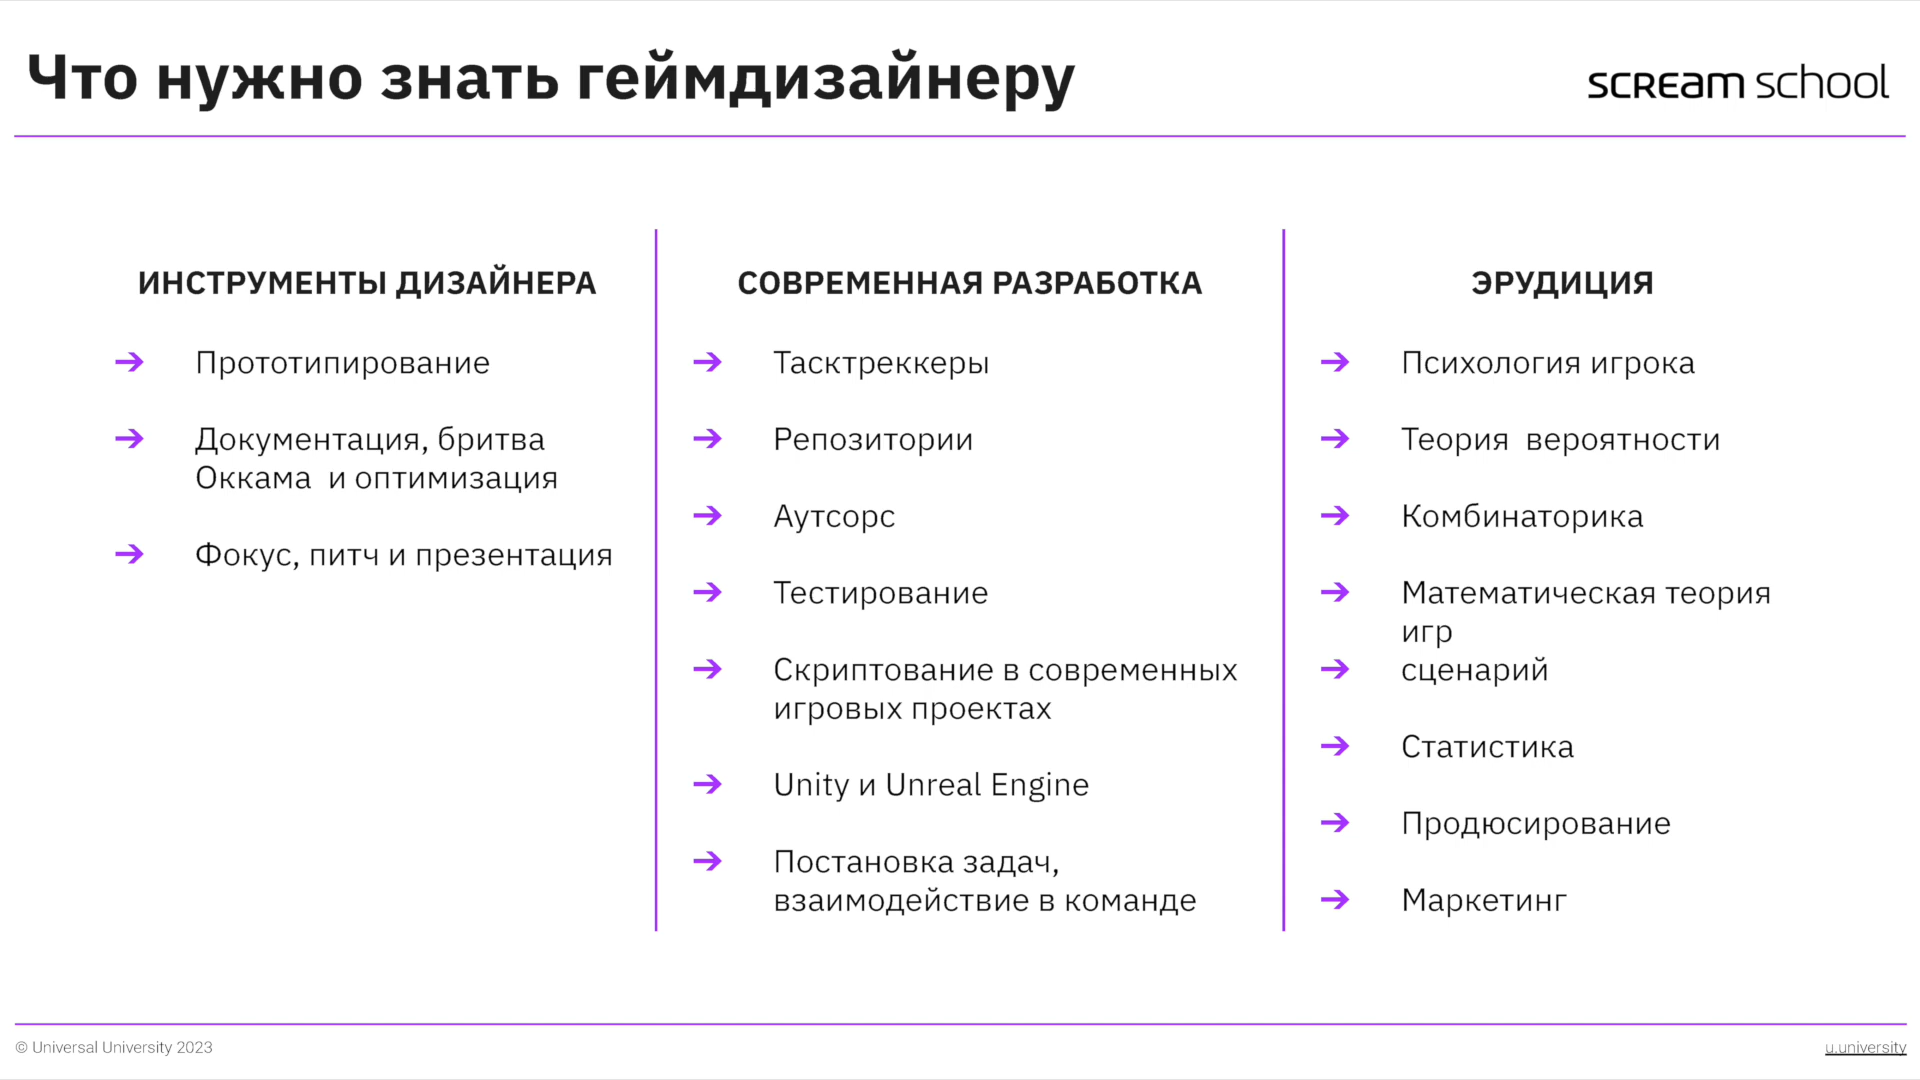 Что нужно знать геймдизайнеру
scream school
ИНСТРУМЕНТЫ ДИЗАЙНЕРА
Прототипирование
Документация, бритва
Оккама и оптимизация
Фокус, питч и презентация
СОВРЕМЕННАЯ РАЗРАБОТКА
Тасктреккеры
Репозитории
Аутсорс
Тестирование
Скриптование в современных
игровых проектах
Unity и Unreal Engine
Постановка задач,
взаимодействие в команде
ЭРУДИЦИЯ
Психология игрока
Теория вероятности
Комбинаторика
Математическая теория
игр
сценарий
Статистика
Продюсирование
Маркетинг
© Universal University 2023
u.university